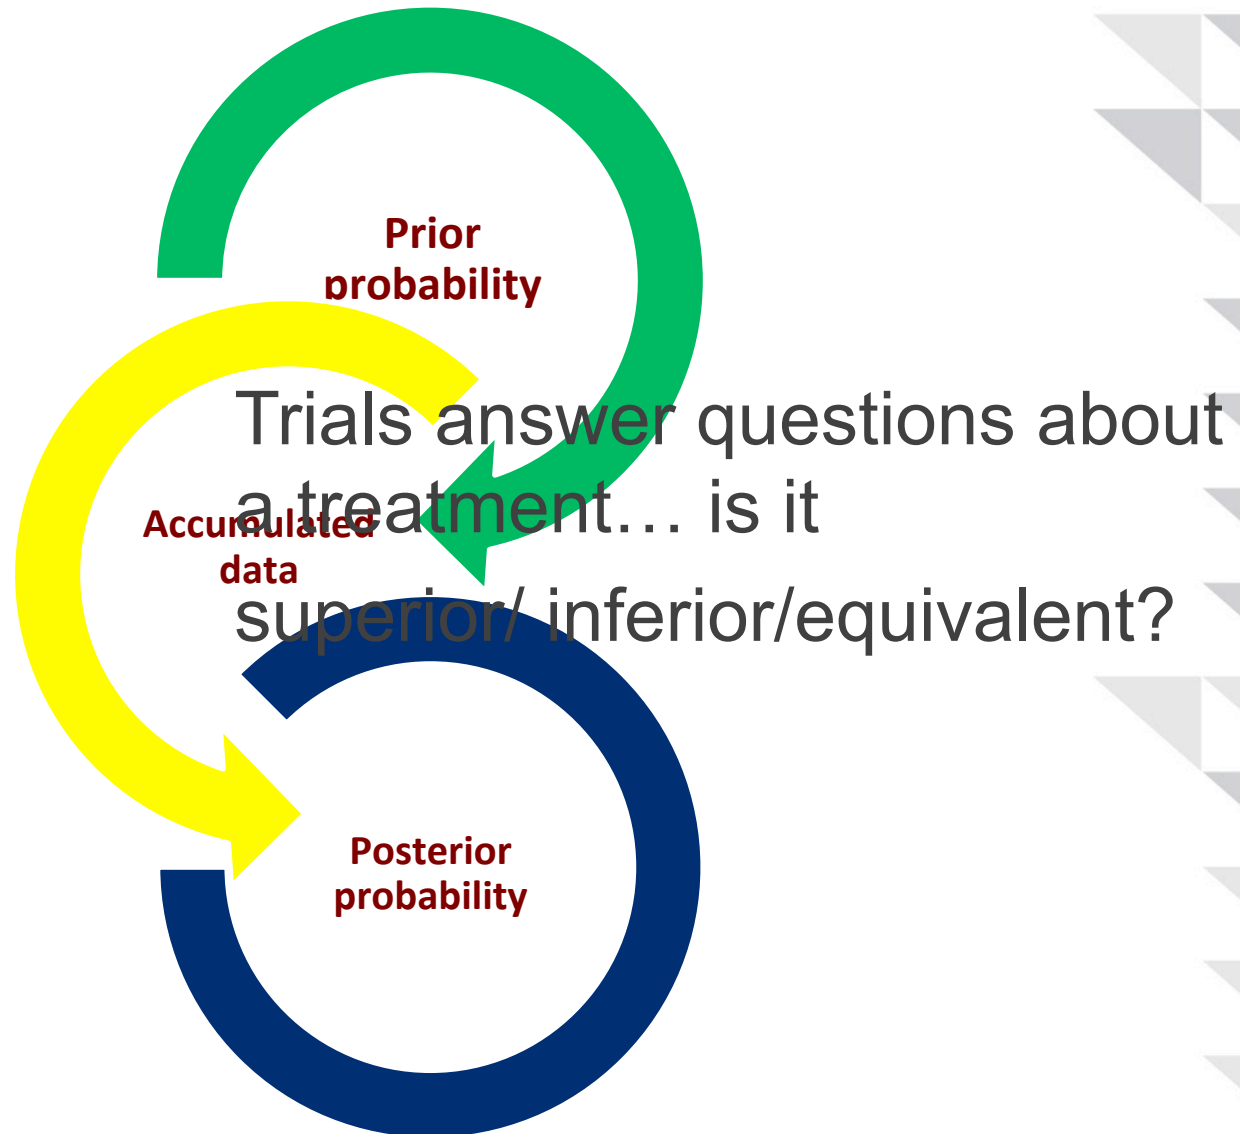 Prior
probability
Trials answer questions about
a treatment… is it
superior/ inferior/equivalent?
Accumulated
data
Posterior
probability